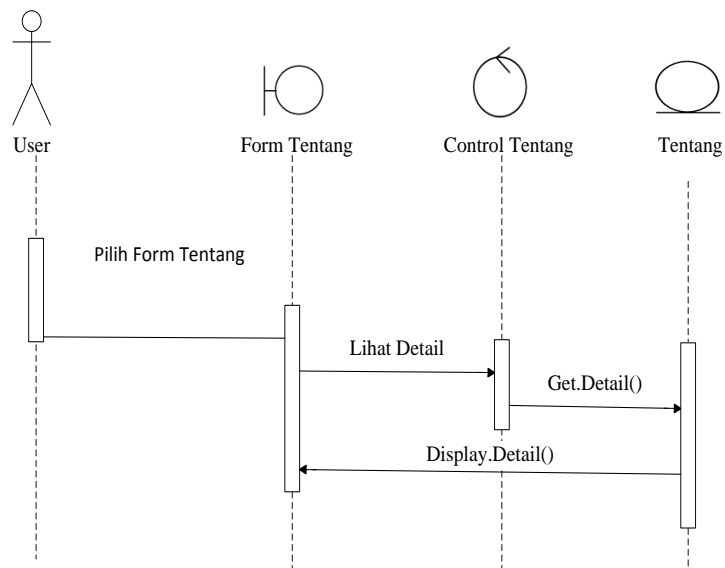 User
Form Tentang
Control Tentang
Tentang
Pilih Form Tentang
Lihat Detail
Get.Detail()
Display.Detail()